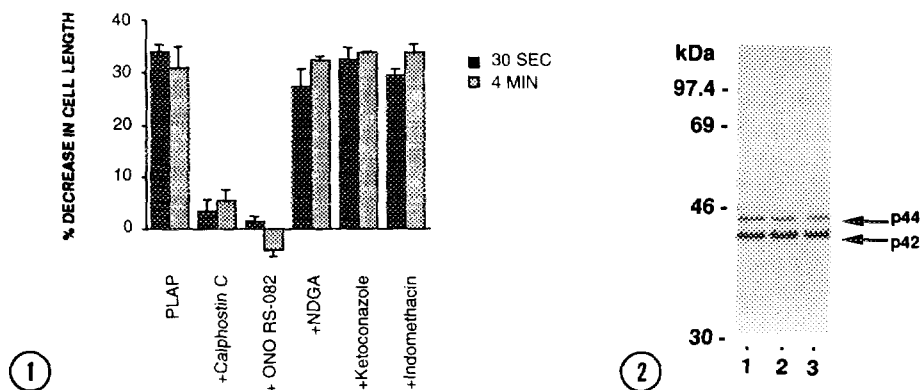 % DECREASE IN CELL LENGTH
40
30
20
10
0
30 SEC
4 MIN
PLAP
+Calphostin C
+ ONO RS-082
+NDGA
+Ketoconazole
+Indomethacin
1
kDa
97.4 -
69 -
46 -
30 -
p44
p42
1 2 3
2